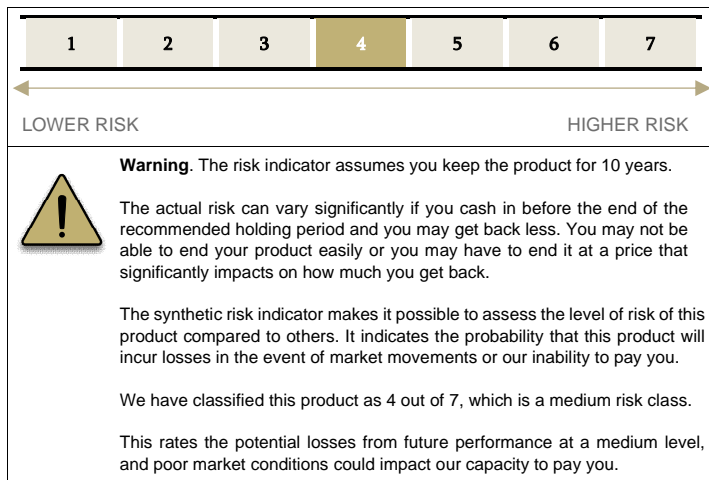 1 2 3 4 5 6 7
LOWER RISK HIGHER RISK
Warning. The risk indicator assumes you keep the product for 10 years.
The actual risk can vary significantly if you cash in before the end of the
recommended holding period and you may get back less. You may not be
able to end your product easily or you may have to end it at a price that
significantly impacts on how much you get back.
The synthetic risk indicator makes it possible to assess the level of risk of this
product compared to others. It indicates the probability that this product will
incur losses in the event of market movements or our inability to pay you.
We have classified this product as 4 out of 7, which is a medium risk class.
This rates the potential losses from future performance at a medium level,
and poor market conditions could impact our capacity to pay you.